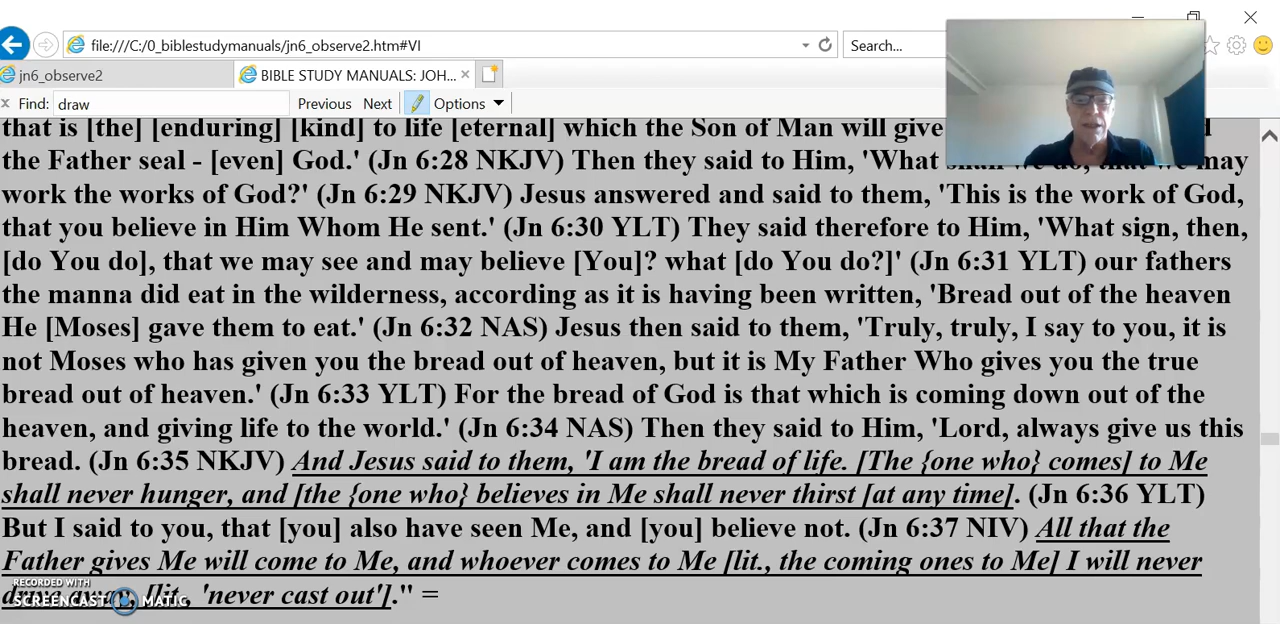 file:///C:/0_biblestudymanuals/jn6_observe2.htm#VI
Search...
jn6_observe2
BIBLE STUDY MANUALS: JOH...
Find: draw
Previous Next Options
that is [the] [enduring] [kind] to life [eternal] which the Son of Man will give
the Father seal - [even] God.' (Jn 6:28 NKJV) Then they said to Him, 'What shall we do, that we may
work the works of God?' (Jn 6:29 NKJV) Jesus answered and said to them, 'This is the work of God,
that you believe in Him Whom He sent.' (Jn 6:30 YLT) They said therefore to Him, 'What sign, then,
[do You do], that we may see and may believe [You]? what [do You do?]' (Jn 6:31 YLT) our fathers
the manna did eat in the wilderness, according as it is having been written, 'Bread out of the heaven
He [Moses] gave them to eat.' (Jn 6:32 NAS) Jesus then said to them, 'Truly, truly, I say to you, it is
not Moses who has given you the bread out of heaven, but it is My Father Who gives you the true
bread out of heaven.' (Jn 6:33 YLT) For the bread of God is that which is coming down out of the
heaven, and giving life to the world.' (Jn 6:34 NAS) Then they said to Him, 'Lord, always give us this
bread. (Jn 6:35 NKJV) And Jesus said to them, 'I am the bread of life. [The {one who} comes] to Me
shall never hunger, and [the {one who} believes in Me shall never thirst [at any time]. (Jn 6:36 YLT)
But I said to you, that [you] also have seen Me, and [you] believe not. (Jn 6:37 NIV) All that the
Father gives Me will come to Me, and whoever comes to Me [lit., the coming ones to Me] I will never
drive away, [lit., 'never cast out']." =
RECORDED WITH
SCREENCAST MATIC